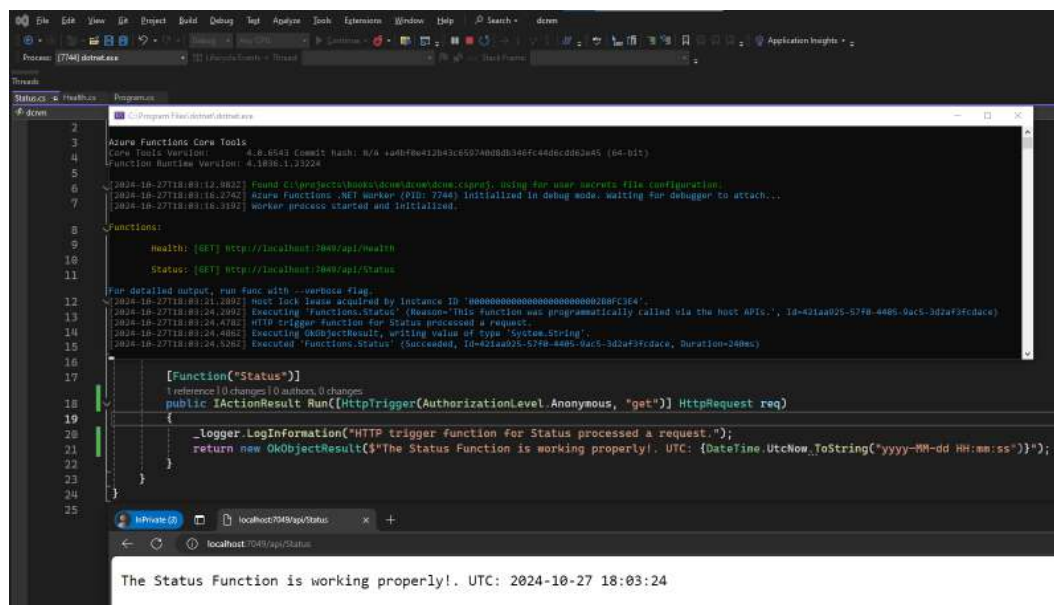 File Edit View Git Project Build Debug Test Analyze Tools Extensions Window Help Search dcnm
Debug Any CPU Continue Application Insights
Process: [7744] dotnet.exe Lifecycle Events Thread: Stack Frame:
Threads
Status.cs Health.cs Program.cs
dcnm
C:\Program Files\dotnet\dotnet.exe
2
3
4
5
6
7
8
9
10
11
12
13
14
15
Azure Functions Core Tools
Core Tools Version: 4.0.6543 Commit hash: N/A (64-bit)
Function Runtime Version: 4.1036.1.23224
[2024-10-27T18:03:12.982Z] Found C:\projects\books\dcnm\dcnm\dcnm.csproj. Using for user secrets file configuration.
[2024-10-27T18:03:16.274Z] Azure Functions .NET Worker (PID: 7744) initialized in debug mode. Waiting for debugger to attach...
[2024-10-27T18:03:16.319Z] Worker process started and initialized.
Functions:
Health: [GET] http://localhost:7049/api/Health
Status: [GET] http://localhost:7049/api/Status
For detailed output, run func with --verbose flag.
[2024-10-27T18:03:21.209Z] Host lock lease acquired by instance ID
[2024-10-27T18:03:24.209Z] Executing 'Functions.Status' (Reason='This function was programmatically called via the host APIs.', Id=421aa925-57f0-4405-9ac5-3d2af3fcdace)
[2024-10-27T18:03:24.478Z] HTTP trigger function for Status processed a request.
[2024-10-27T18:03:24.486Z] Executing OkObjectResult, writing value of type 'System.String'.
[2024-10-27T18:03:24.526Z] Executed 'Functions.Status' (Succeeded, Id=421aa925-57f0-4405-9ac5-3d2af3fcdace, Duration=240ms)
16
17 [Function("Status")]
1 reference | 0 changes | 0 authors, 0 changes
18 public IActionResult Run([HttpTrigger(AuthorizationLevel.Anonymous, "get")] HttpRequest req)
19 {
20 _logger.LogInformation("HTTP trigger function for Status processed a request.");
21 return new OkObjectResult($"The Status Function is working properly!. UTC: {DateTime.UtcNow.ToString("yyyy-MM-dd HH:mm:ss")}");
22 }
23 }
24 }
25
InPrivate (2) localhost:7049/api/Status
localhost:7049/api/Status
The Status Function is working properly!. UTC: 2024-10-27 18:03:24